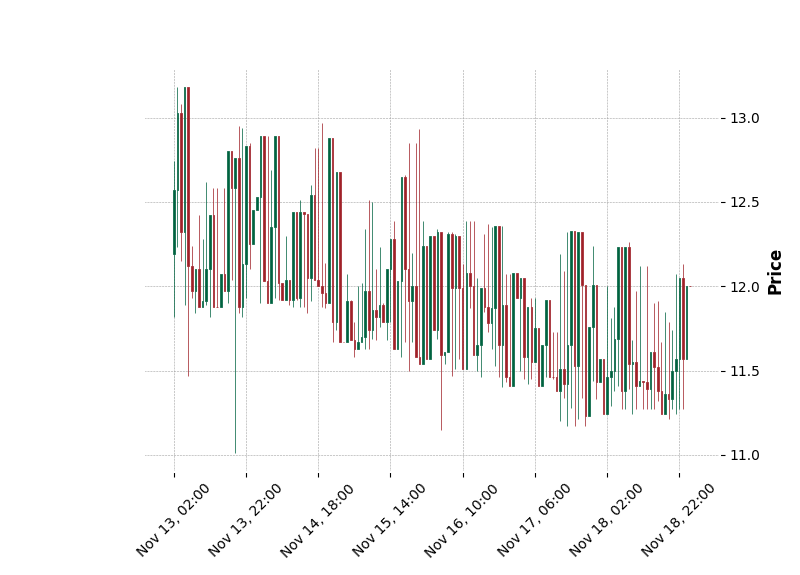 13.0
12.5
12.0
11.5
11.0
Price
Nov 13, 02:00
Nov 13, 22:00
Nov 14, 18:00
Nov 15, 14:00
Nov 16, 10:00
Nov 17, 06:00
Nov 18, 02:00
Nov 18, 22:00